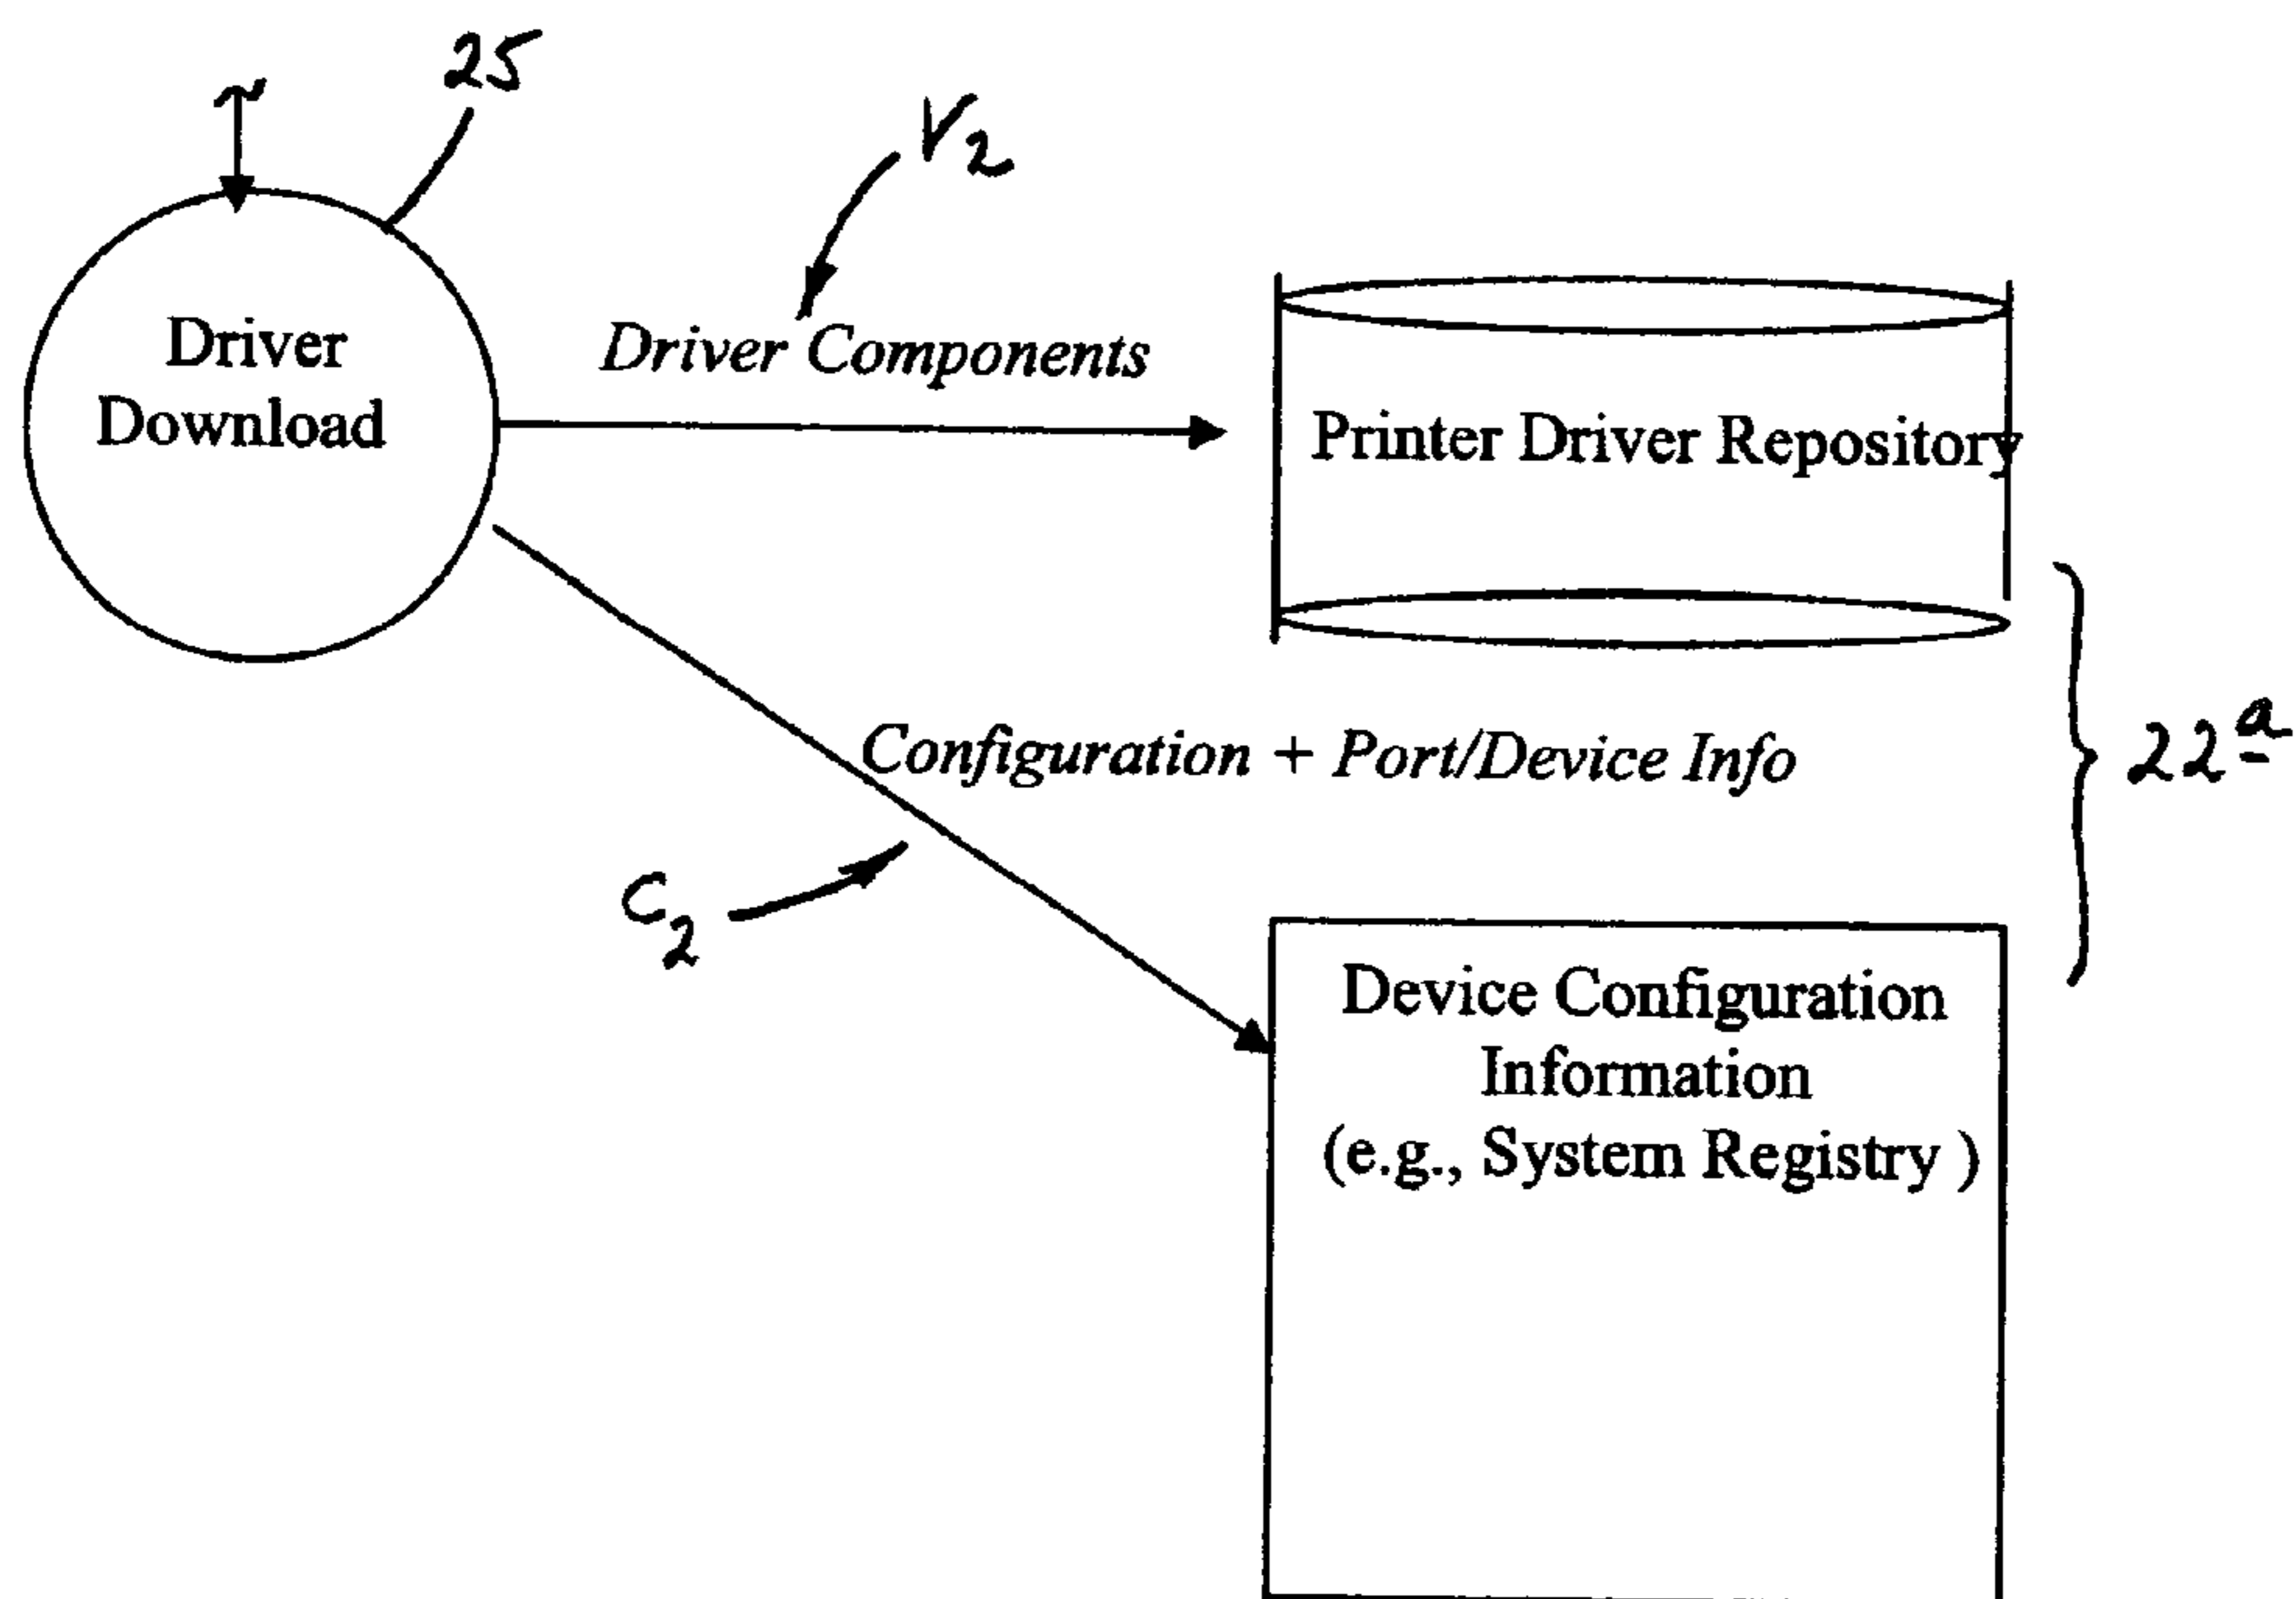 25
V2
Driver
Download
Driver Components
Printer Driver Repository
Configuration + Port/Device Info
22a
C2
Device Configuration
Information
(e.g., System Registry )